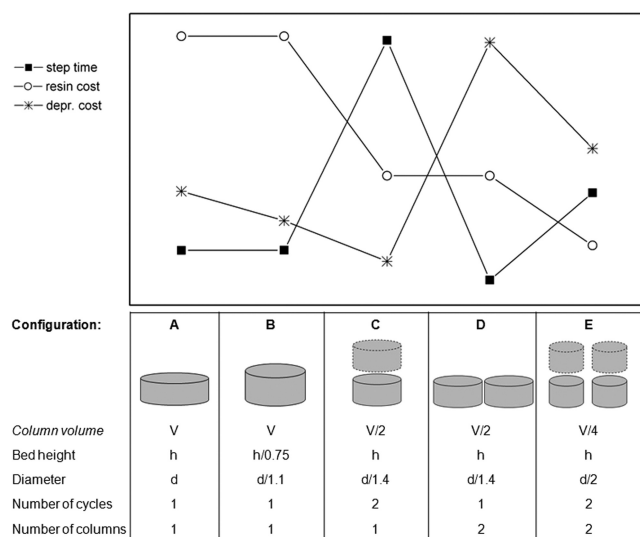 step time
resin cost
depr. cost
Configuration: A B C D E
Column volume V V V/2 V/2 V/4
Bed height h h/0.75 h h h
Diameter d d/1.1 d/1.4 d/1.4 d/2
Number of cycles 1 1 2 1 2
Number of columns 1 1 1 2 2